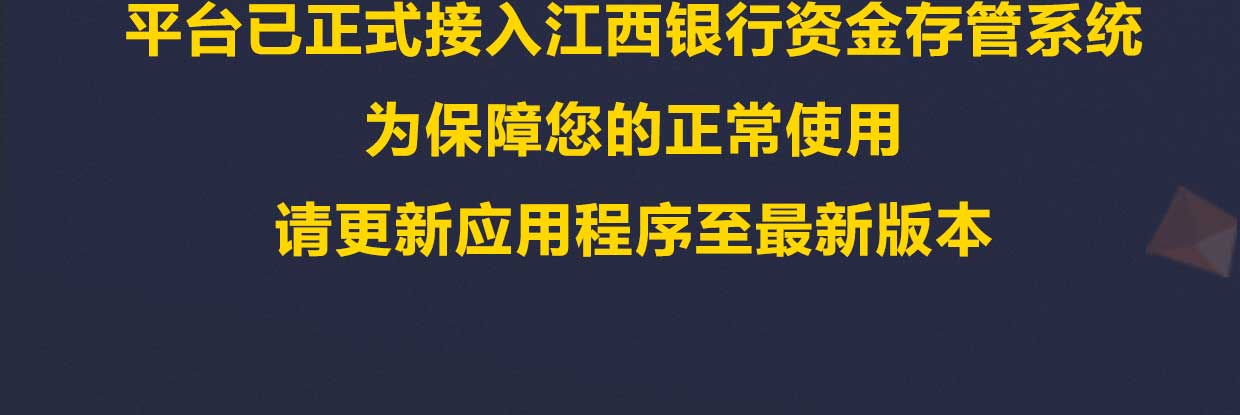 平台已正式接入江西银行资金存管系统
为保障您的正常使用
请更新应用程序至最新版本